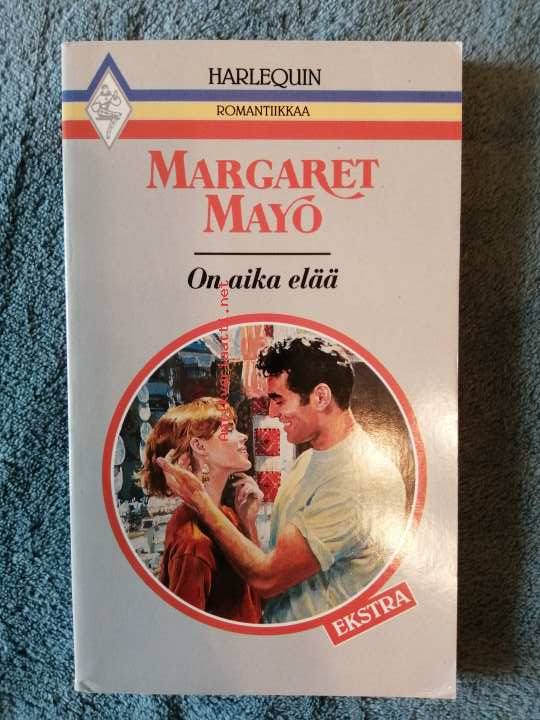 HARLEQUIN
ROMANTIIKKAA
MARGARET
MAYO
On aika elää
EKSTRA